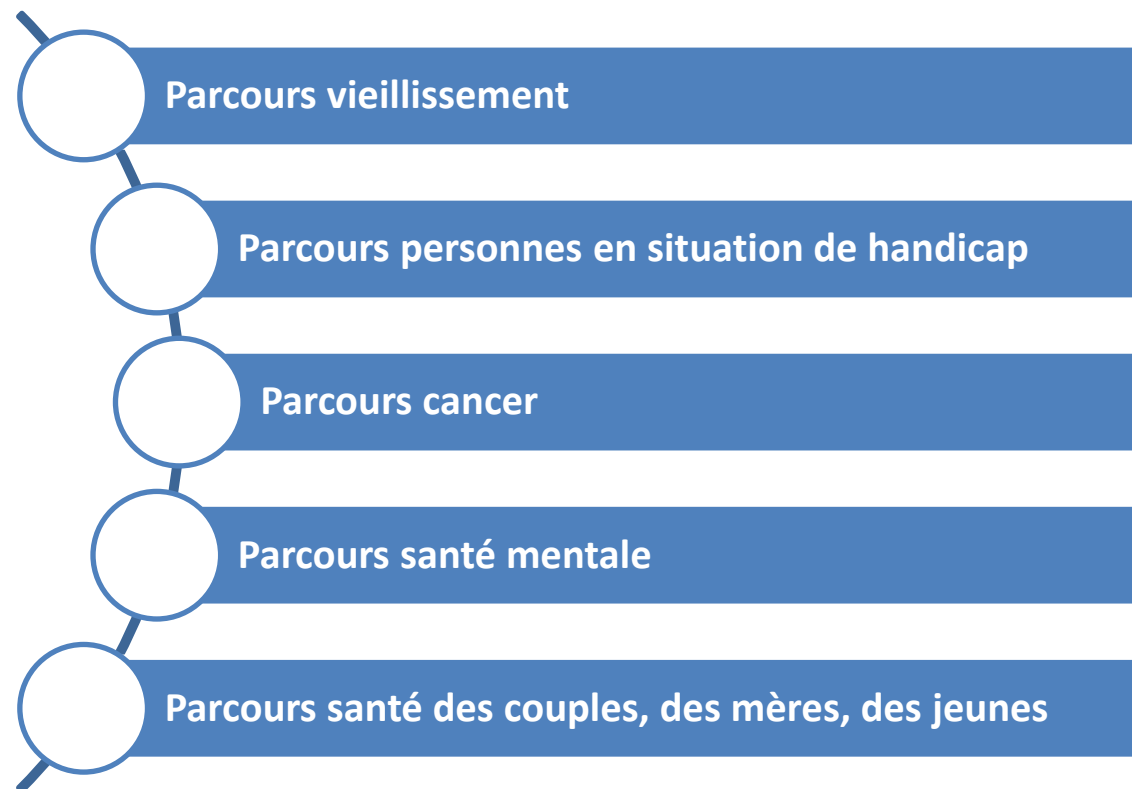 Parcours vieillissement
Parcours personnes en situation de handicap
Parcours cancer
Parcours santé mentale
Parcours santé des couples, des mères, des jeunes